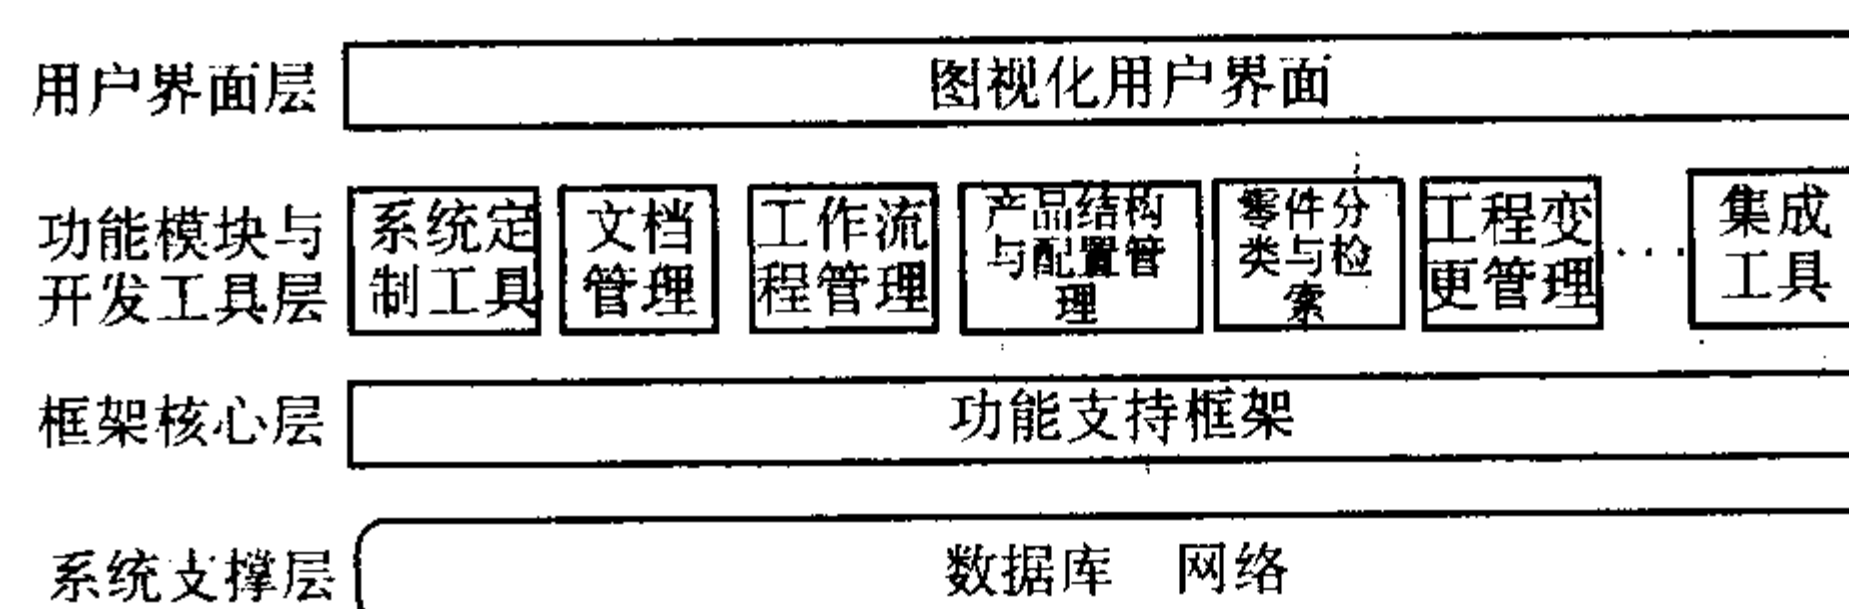 用户界面层
图视化用户界面
功能模块与
开发工具层
系统定
制工具
文档
管理
工作流
程管理
产品结构
与配置管
理
零件分
类与检
索
工程变
更管理
···
集成
工具
框架核心层
功能支持框架
系统支撑层
数据库 网络